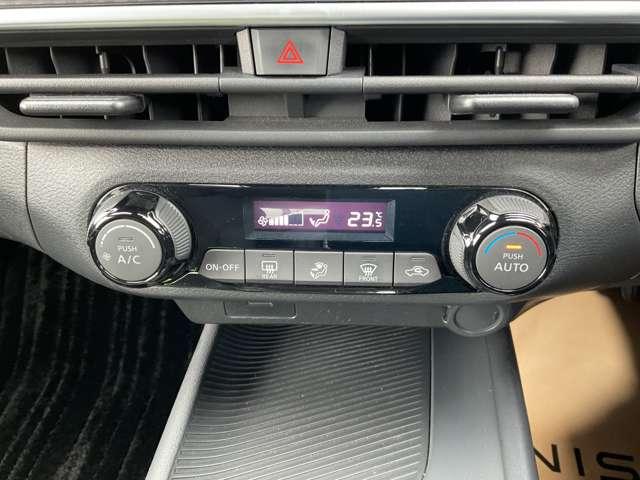 23.5°C
PUSH
A/C
ON-OFF
REAR
FRONT
PUSH
AUTO
NIS